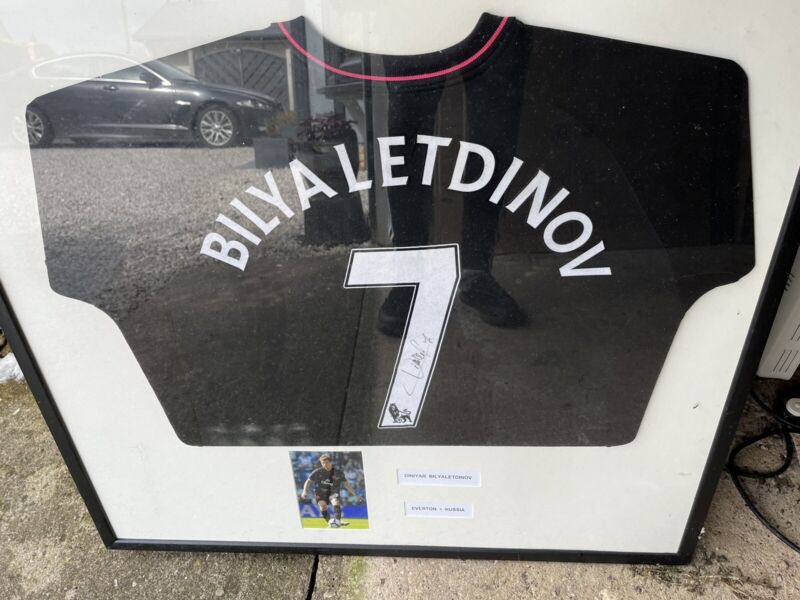 BILYALETDINOV
7
DINIYAR BILYALETDINOV
EVERTON + RUSSIA